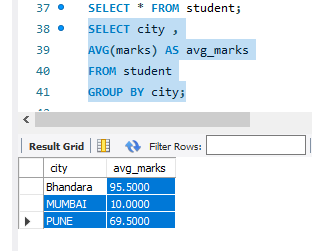 37 SELECT * FROM student;
38 SELECT city ,
39 AVG(marks) AS avg_marks
40 FROM student
41 GROUP BY city;
Result Grid Filter Rows:
city avg_marks
Bhandara 95.5000
MUMBAI 10.0000
PUNE 69.5000